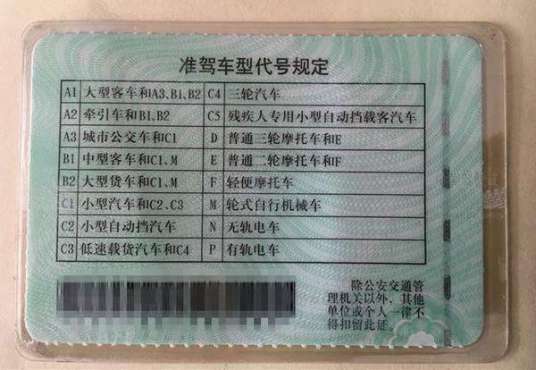 准驾车型代号规定
A1 大型客车和A3、B1、B2 C4 三轮汽车
A2 牵引车和B1、B2 C5 残疾人专用小型自动挡载客汽车
A3 城市公交车和C1 D 普通三轮摩托车和E
B1 中型客车和C1、M E 普通二轮摩托车和F
B2 大型货车和C1、M F 轻便摩托车
C1 小型汽车和C2、C3 M 轮式自行机械车
C2 小型自动挡汽车 N 无轨电车
C3 低速载货汽车和C4 P 有轨电车
除公安交通管
理机关以外，其他
单位或个人一律不
得扣留此证。